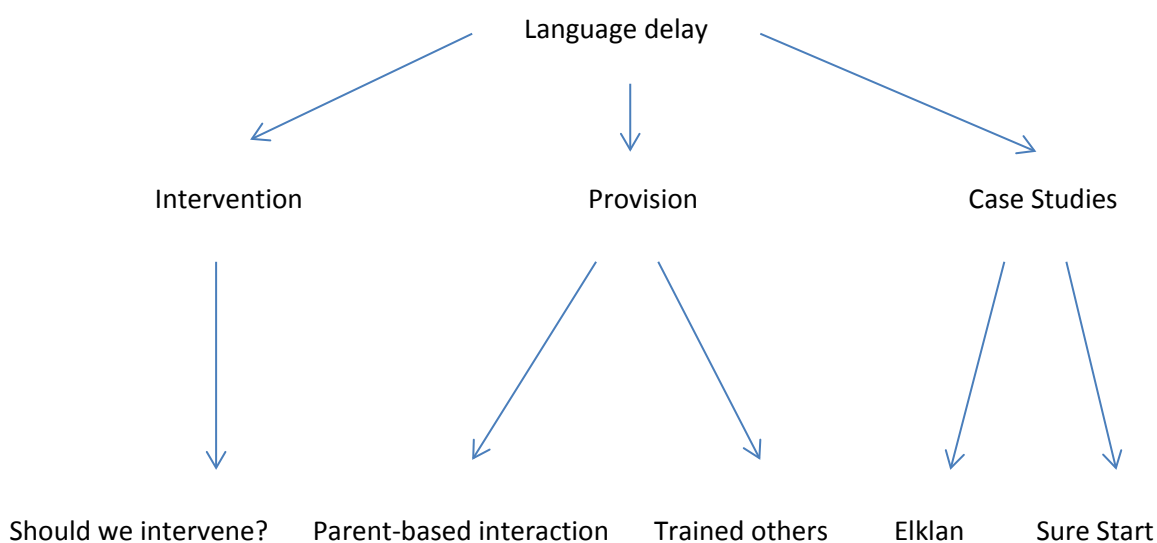 Language delay
Intervention Provision Case Studies
Should we intervene? Parent-based interaction Trained others Elklan Sure Start